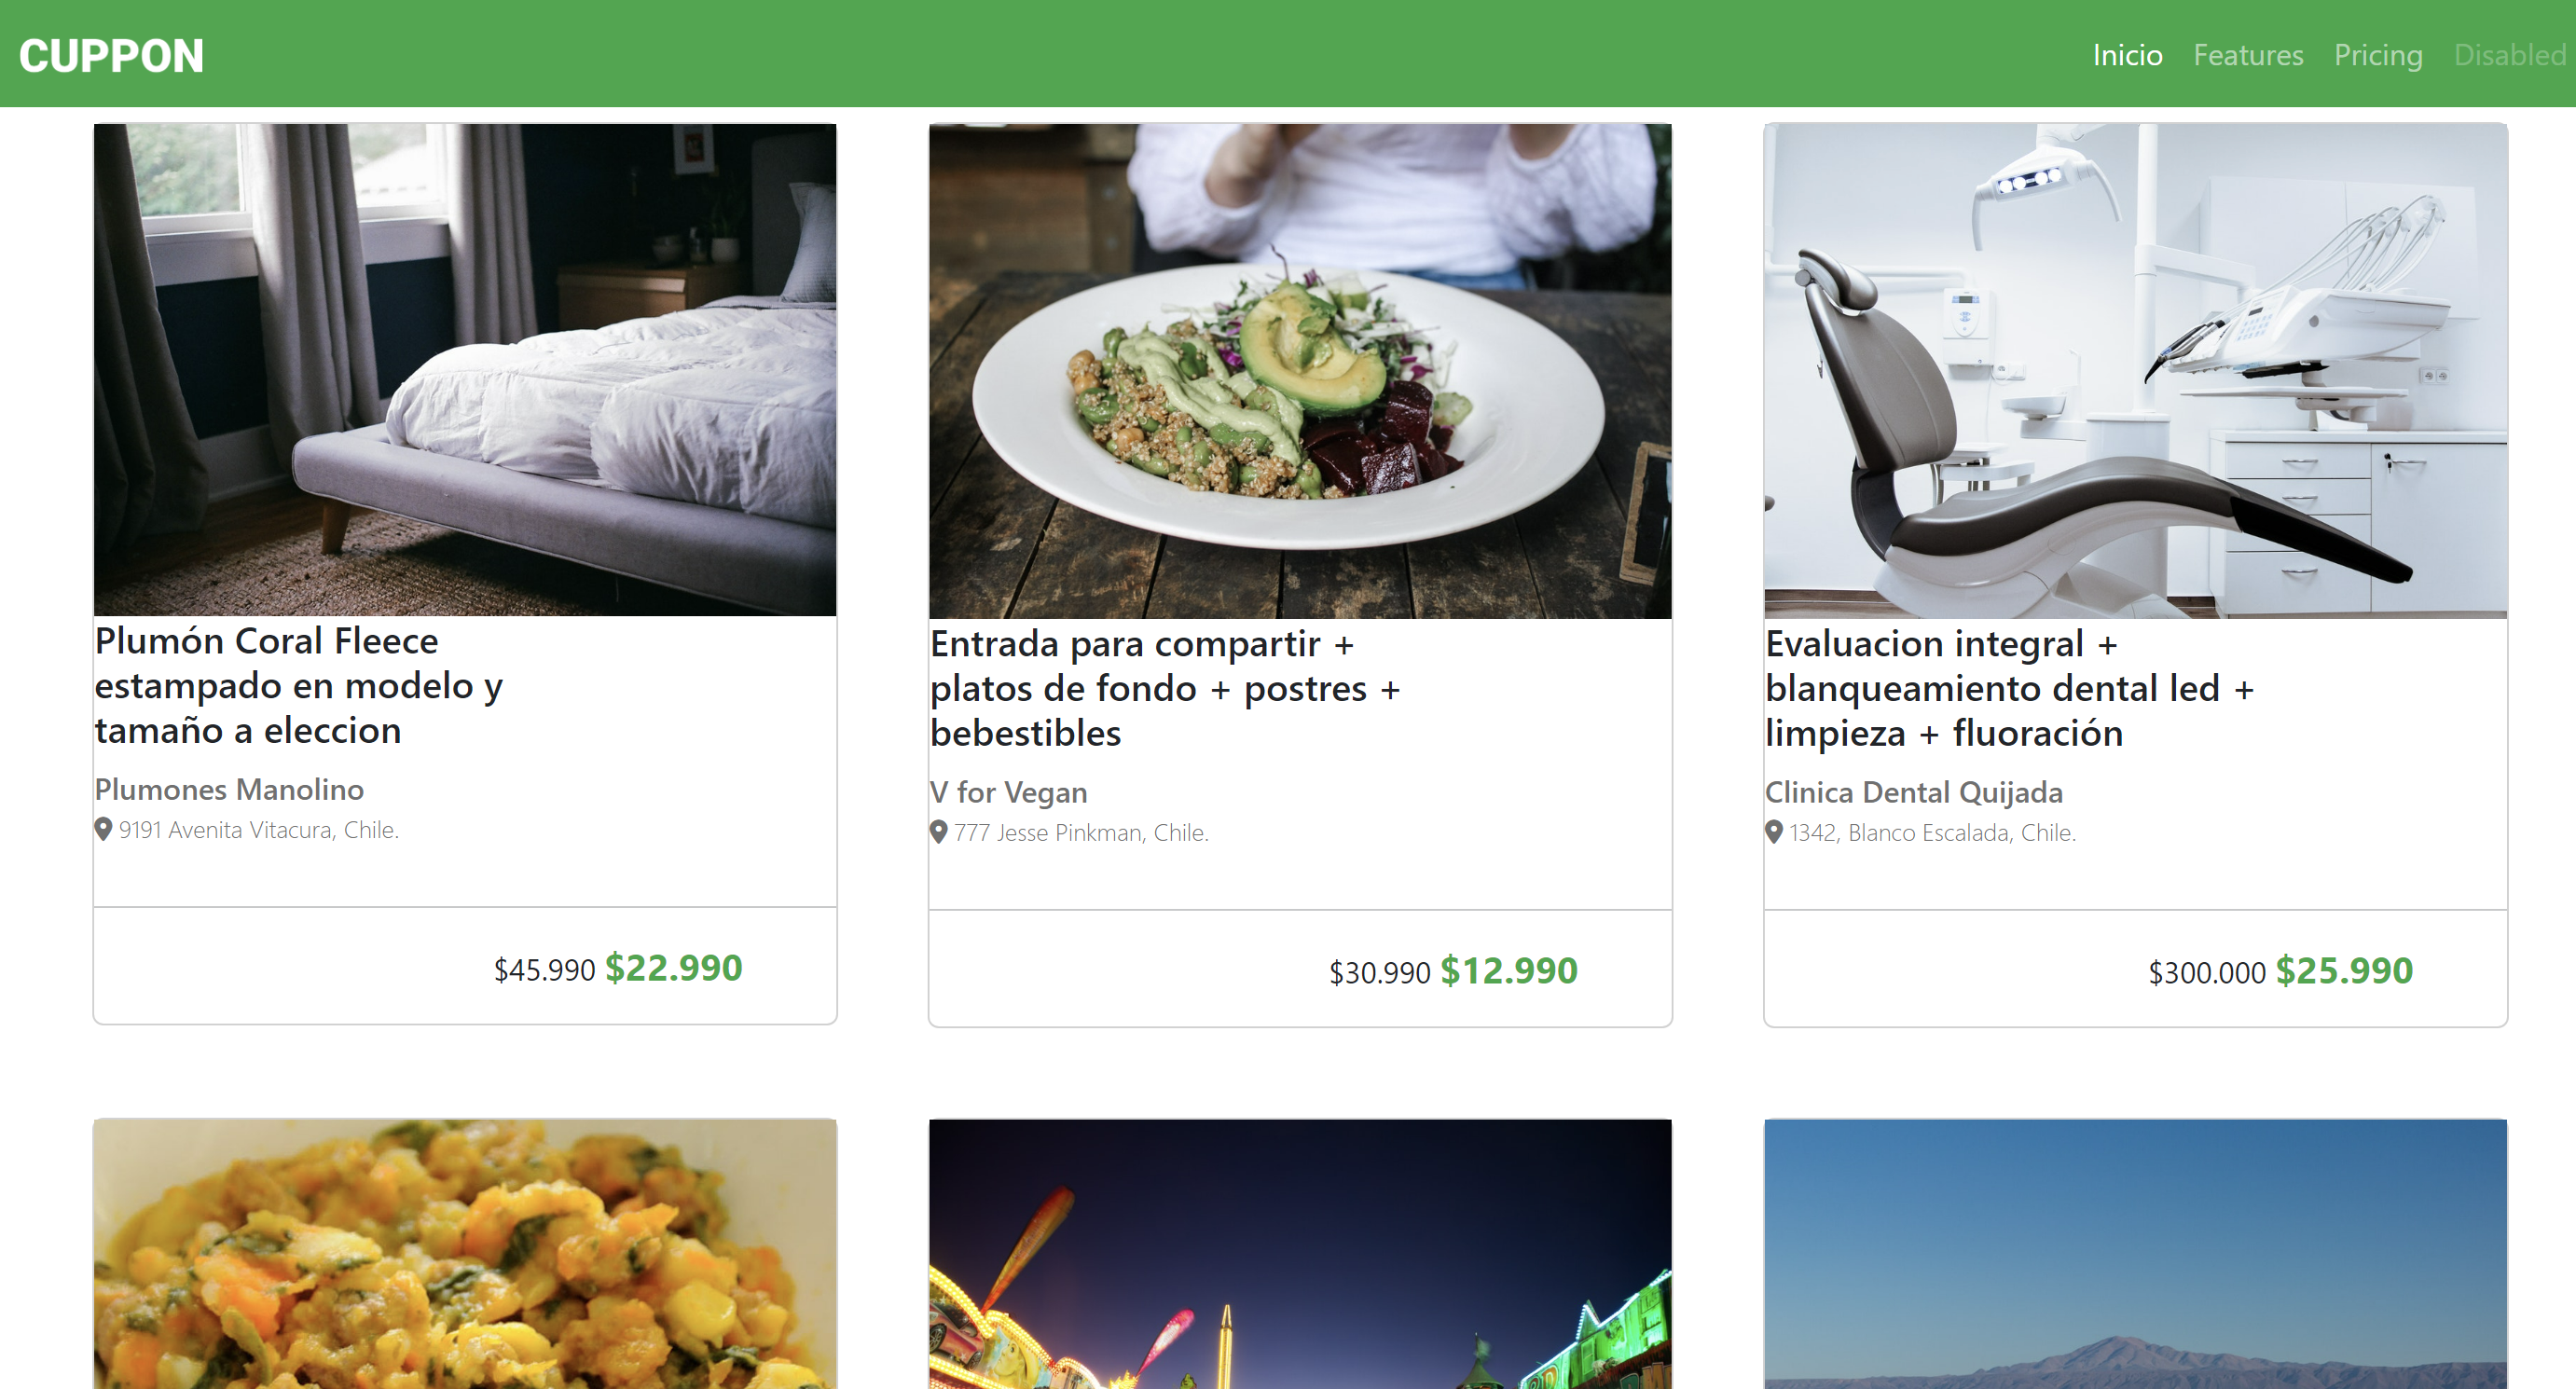 CUPPON
Inicio Features Pricing Disabled
Plumón Coral Fleece
estampado en modelo y
tamaño a eleccion
Plumones Manolino
9191 Avenita Vitacura, Chile.
$45.990 $22.990
Entrada para compartir +
platos de fondo + postres +
bebestibles
V for Vegan
777 Jesse Pinkman, Chile.
$30.990 $12.990
Evaluacion integral +
blanqueamiento dental led +
limpieza + fluoración
Clinica Dental Quijada
1342, Blanco Escalada, Chile.
$300.000 $25.990